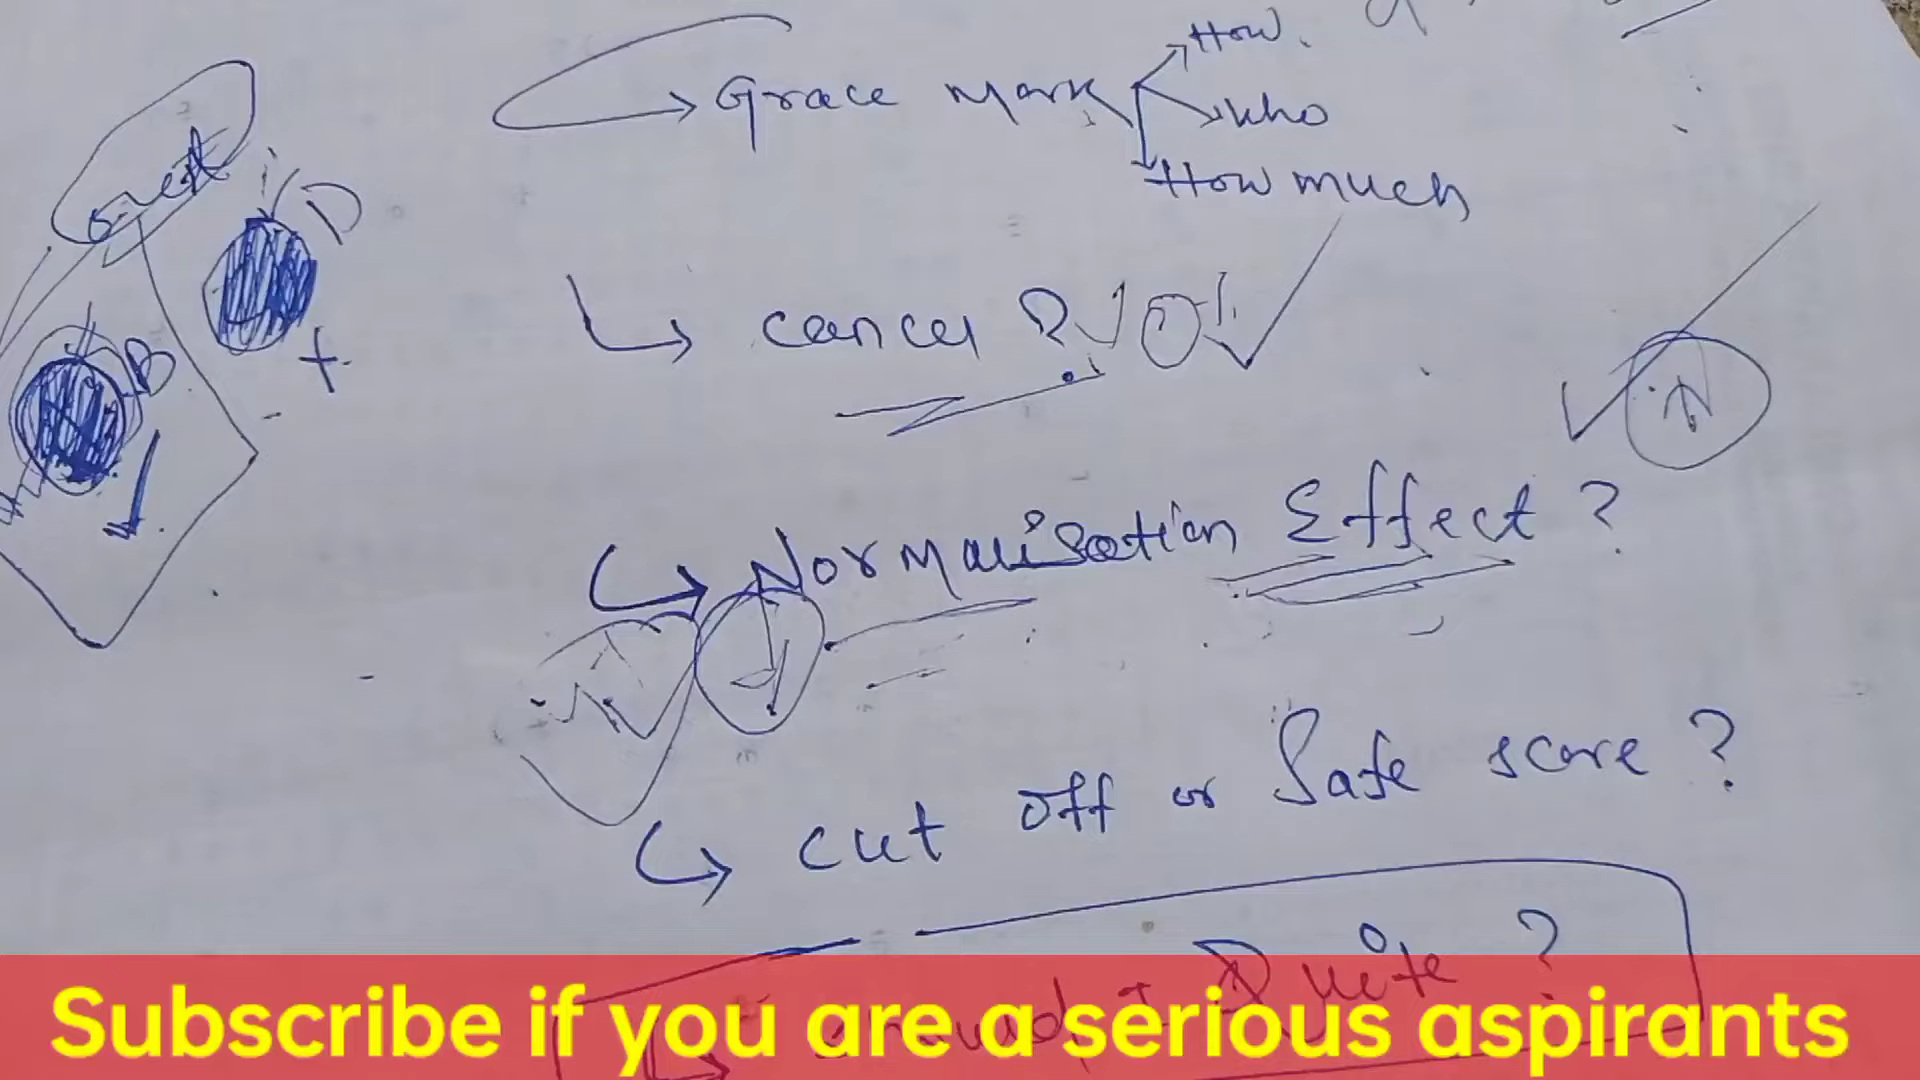 Grace Mark
How.
Who
How much
D
B
cancel ?
Normalisation Effect ?
cut off or Safe score ?
Quite ?
Subscribe if you are a serious aspirants